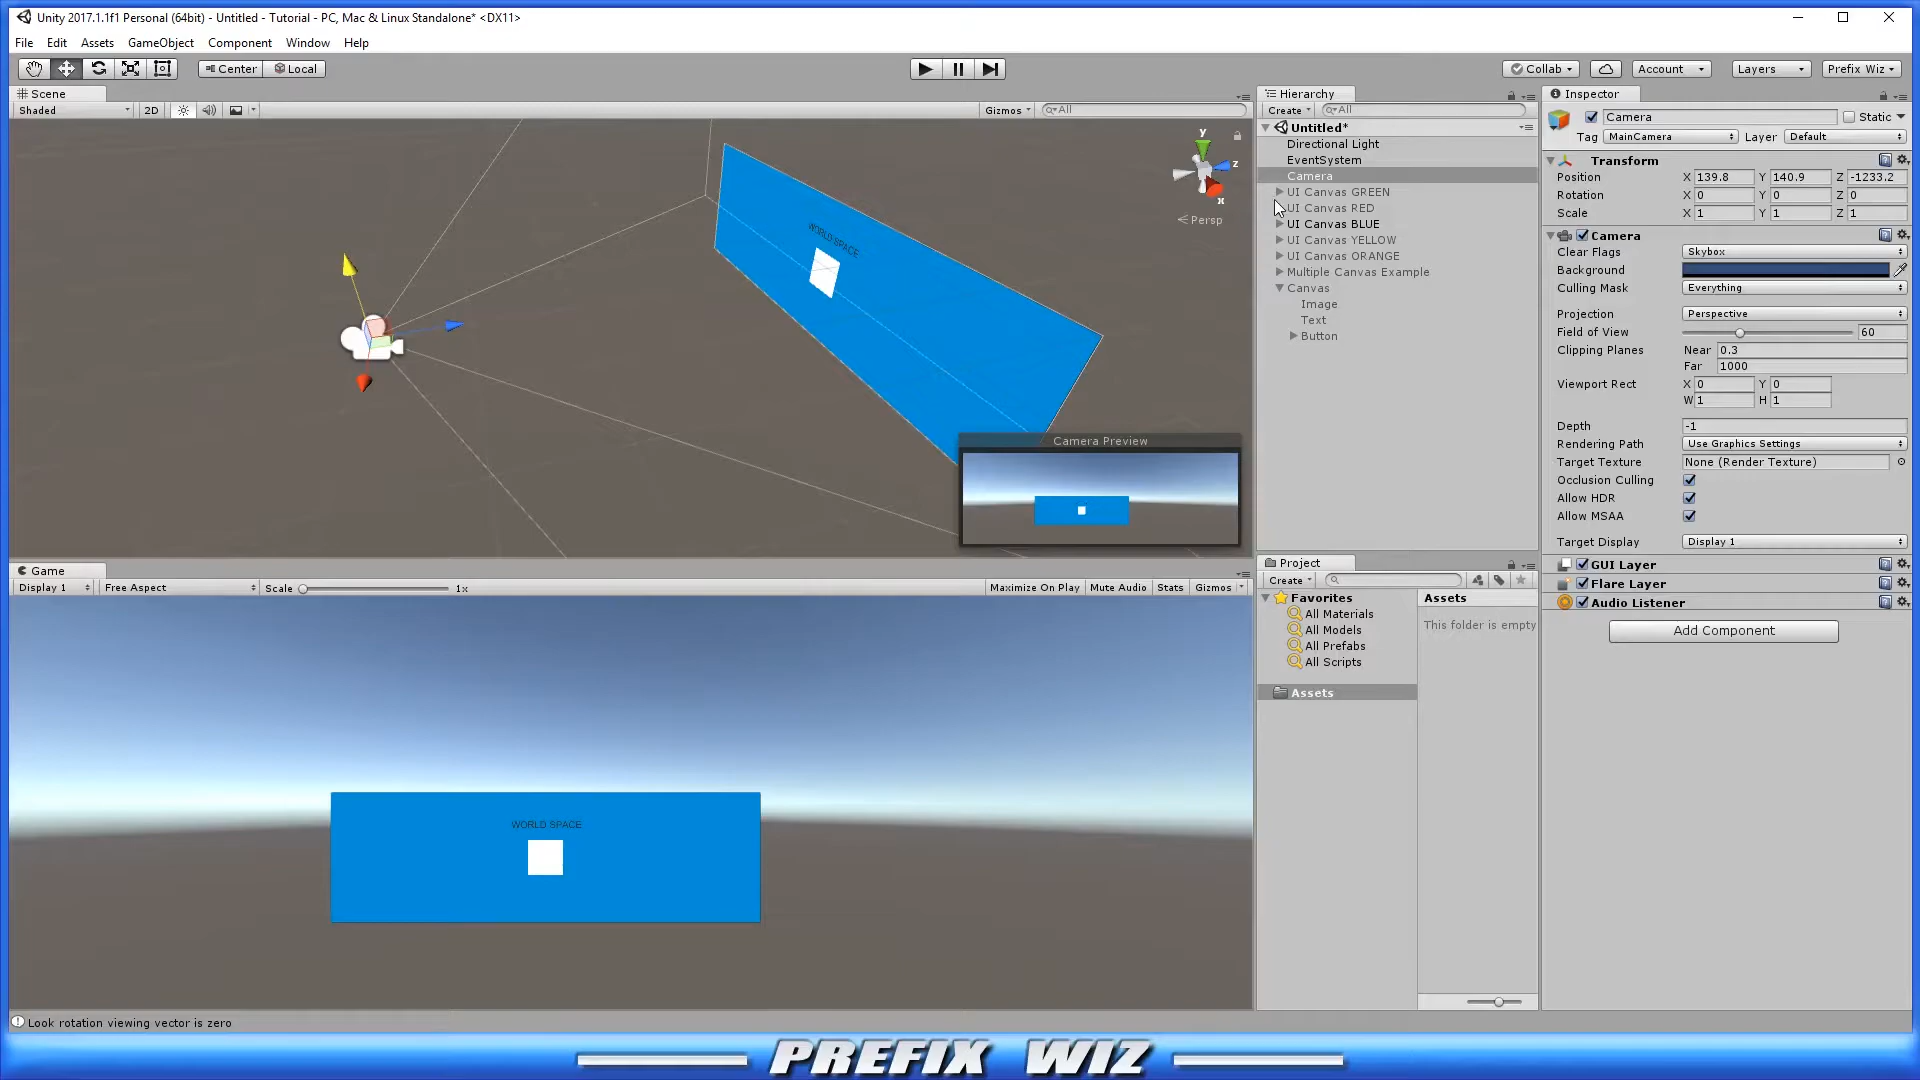 Unity 2017.1.1f1 Personal (64bit) - Untitled - Tutorial - PC, Mac & Linux Standalone* <DX11>
File Edit Assets GameObject Component Window Help
Center Local
Collab Account Layers Prefix Wiz
Scene
Shaded 2D Gizmos All
y
z
x
Persp
WORLD SPACE
Camera Preview
Game
Display 1 Free Aspect Scale 1x Maximize On Play Mute Audio Stats Gizmos
WORLD SPACE
Look rotation viewing vector is zero
Hierarchy
Create All
Untitled*
Directional Light
EventSystem
Camera
UI Canvas GREEN
UI Canvas RED
UI Canvas BLUE
UI Canvas YELLOW
UI Canvas ORANGE
Multiple Canvas Example
Canvas
Image
Text
Button
Project
Create
Favorites
All Materials
All Models
All Prefabs
All Scripts
Assets
Assets
This folder is empty
Inspector
Camera Static
Tag MainCamera Layer Default
Transform
Position X 139.8 Y 140.9 Z -1233.2
Rotation X 0 Y 0 Z 0
Scale X 1 Y 1 Z 1
Camera
Clear Flags Skybox
Background
Culling Mask Everything
Projection Perspective
Field of View 60
Clipping Planes Near 0.3
Far 1000
Viewport Rect X 0 Y 0
W 1 H 1
Depth -1
Rendering Path Use Graphics Settings
Target Texture None (Render Texture)
Occlusion Culling
Allow HDR
Allow MSAA
Target Display Display 1
GUI Layer
Flare Layer
Audio Listener
Add Component
PREFIX WIZ